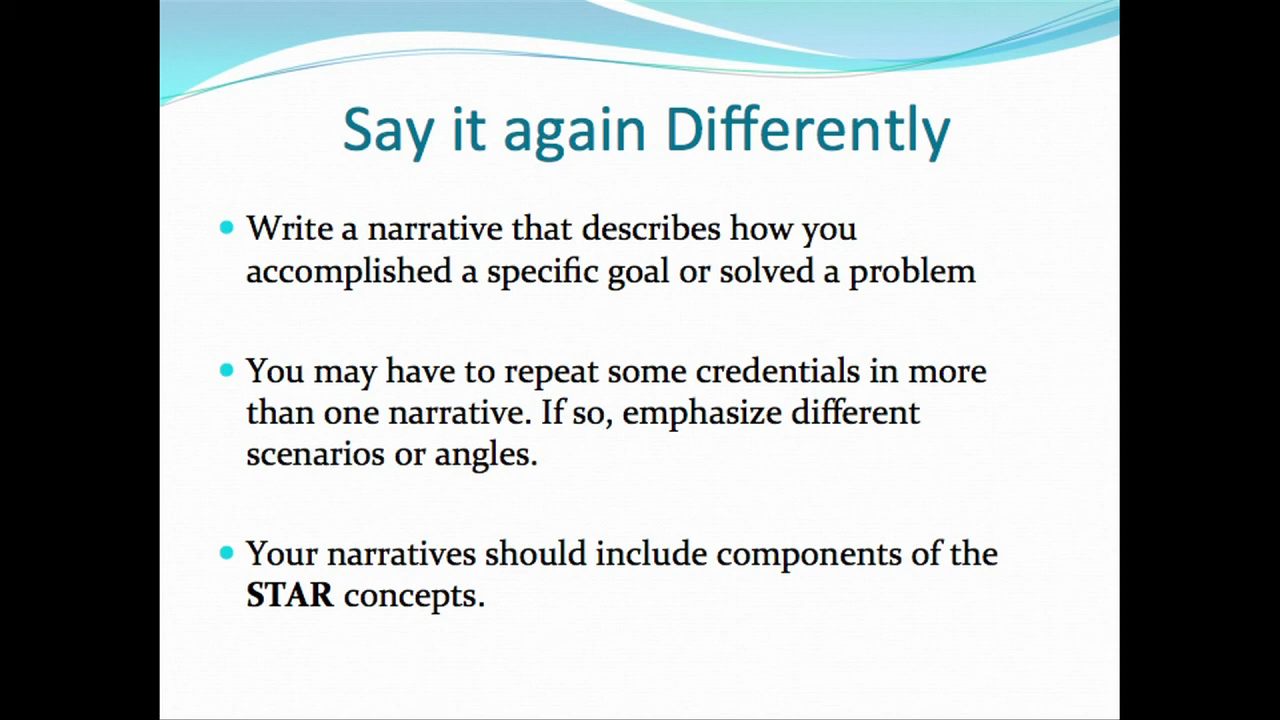 Say it again Differently
Write a narrative that describes how you
accomplished a specific goal or solved a problem
You may have to repeat some credentials in more
than one narrative. If so, emphasize different
scenarios or angles.
Your narratives should include components of the
STAR concepts.